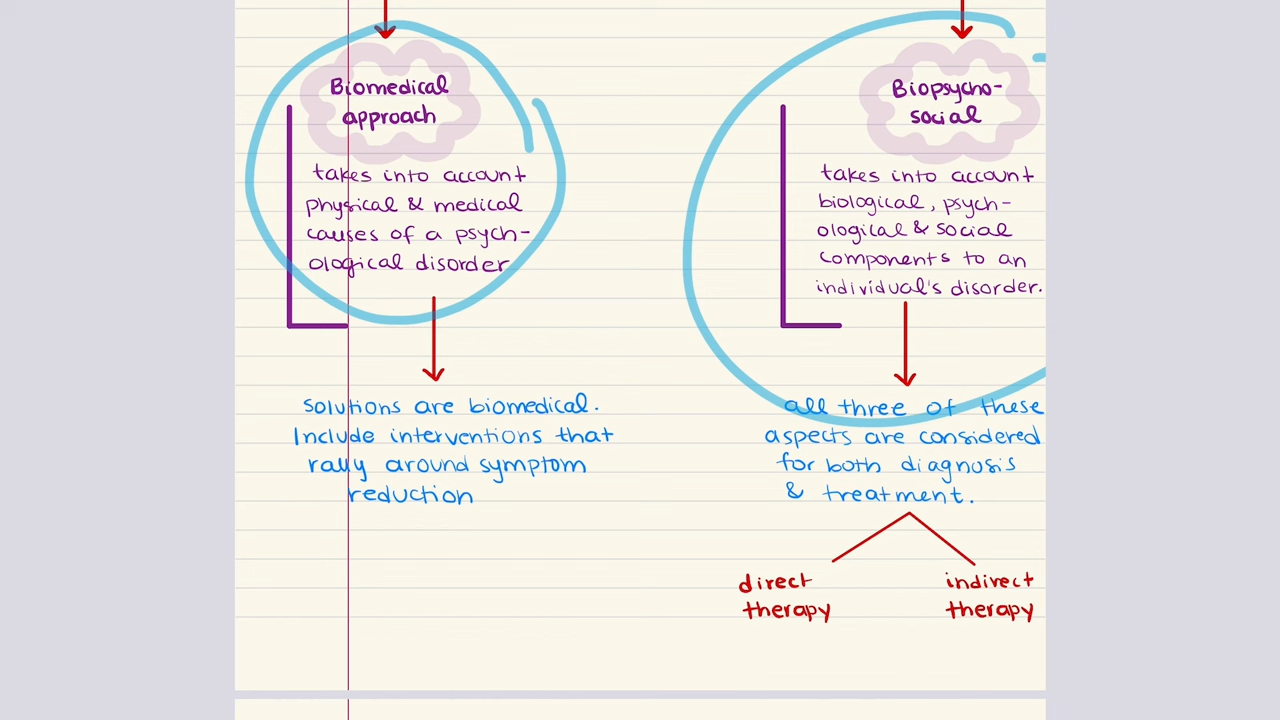 Biomedical
approach
takes into account
physical & medical
causes of a psych-
ological disorder
solutions are biomedical.
Include interventions that
rally around symptom
reduction
Biopsycho-
social
takes into account
biological, psych-
ological & social
components to an
individual's disorder.
all three of these
aspects are considered
for both diagnosis
& treatment.
direct
therapy
indirect
therapy